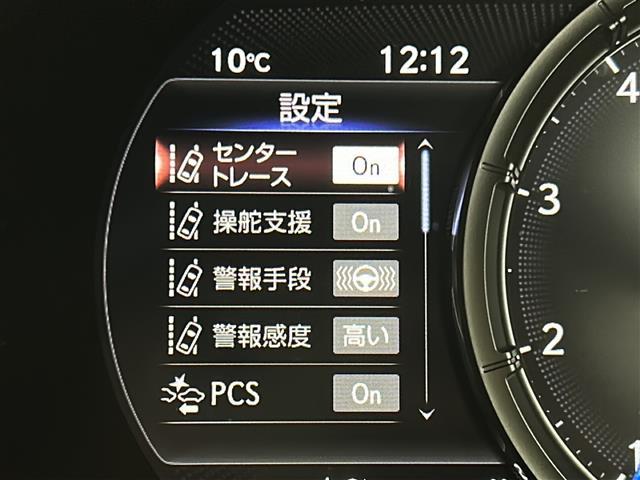 10℃ 12:12
設定
センター
トレース On
操舵支援 On
警報手段
警報感度 高い
PCS On
4
3
2
1